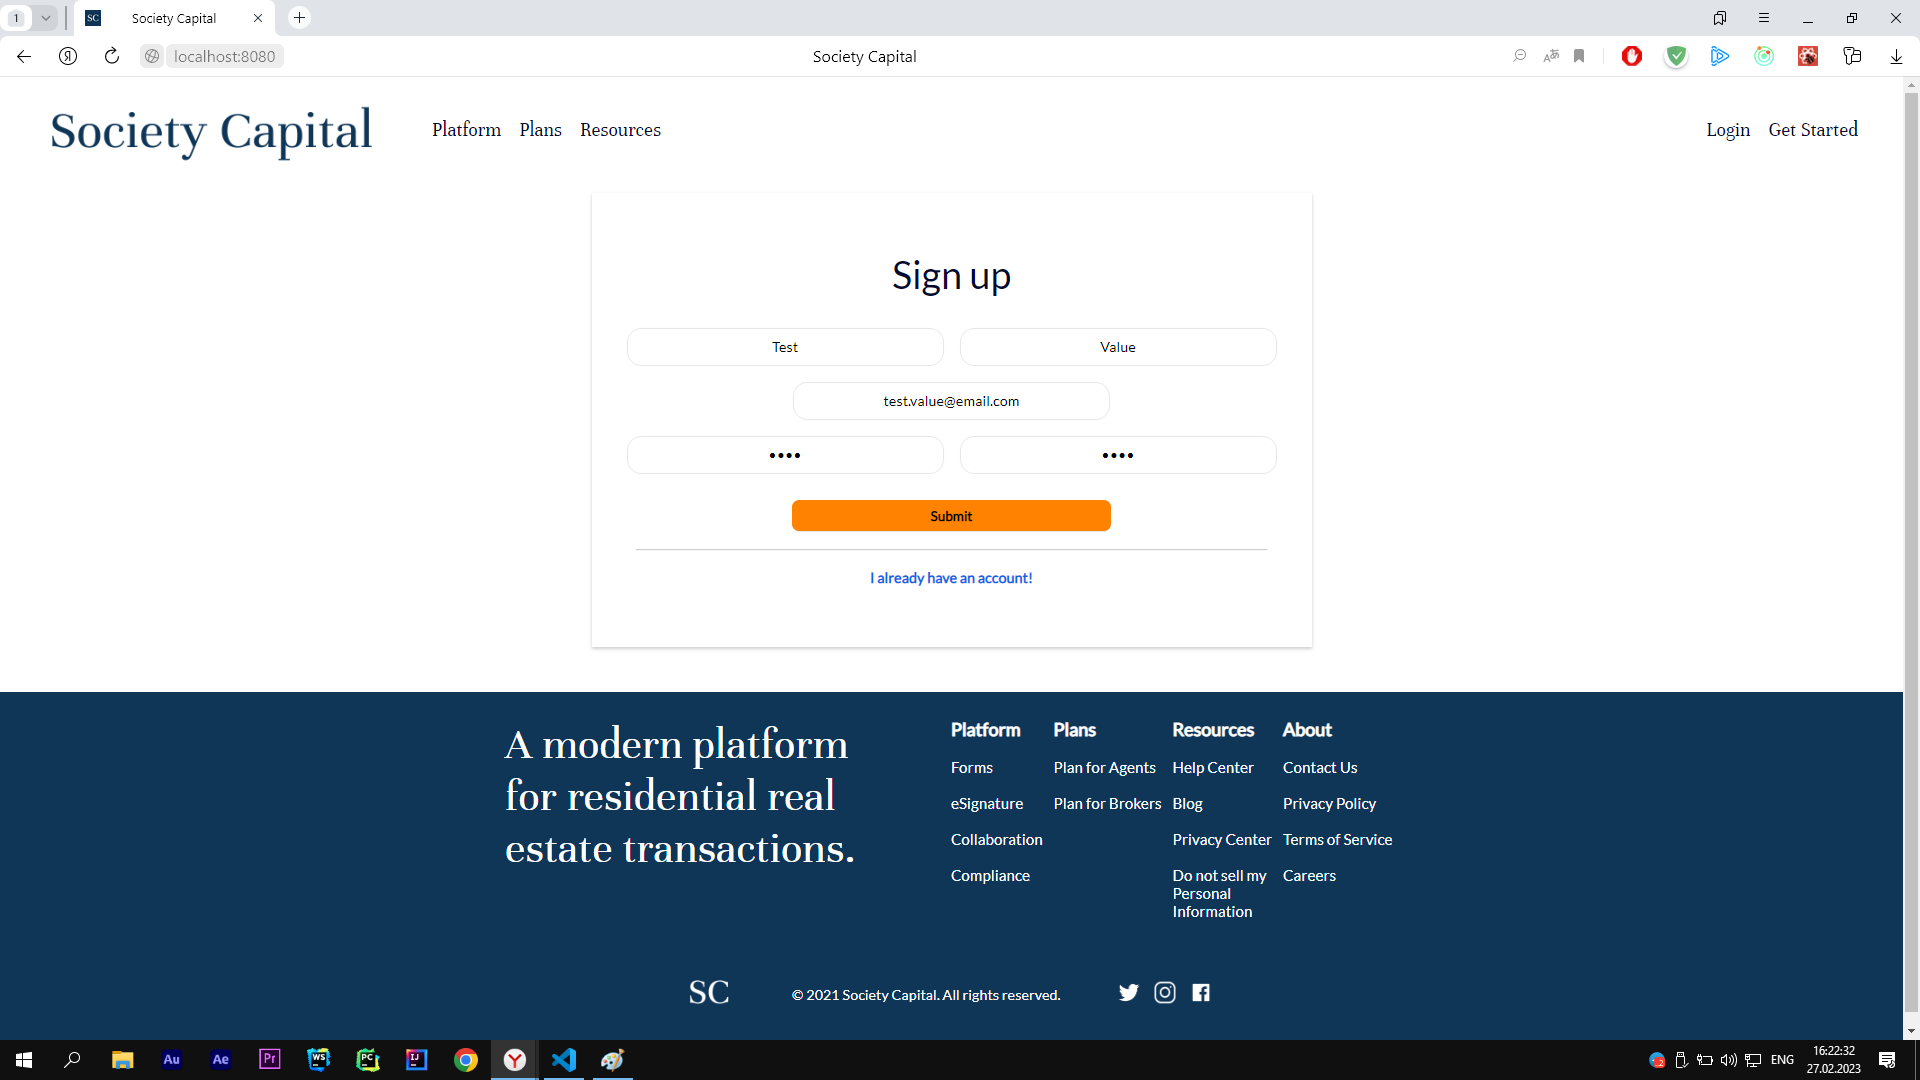 1
SC
Society Capital
localhost:8080
Society Capital
Society Capital
Platform
Plans
Resources
Login
Get Started
Sign up
Test
Value
test.value@email.com
••••
••••
Submit
I already have an account!
A modern platform
for residential real
estate transactions.
Platform
Forms
eSignature
Collaboration
Compliance
Plans
Plan for Agents
Plan for Brokers
Resources
Help Center
Blog
Privacy Center
Do not sell my
Personal
Information
About
Contact Us
Privacy Policy
Terms of Service
Careers
SC
© 2021 Society Capital. All rights reserved.
Au
Ae
Pr
WS
PC
IJ
Y
ENG
16:22:32
27.02.2023